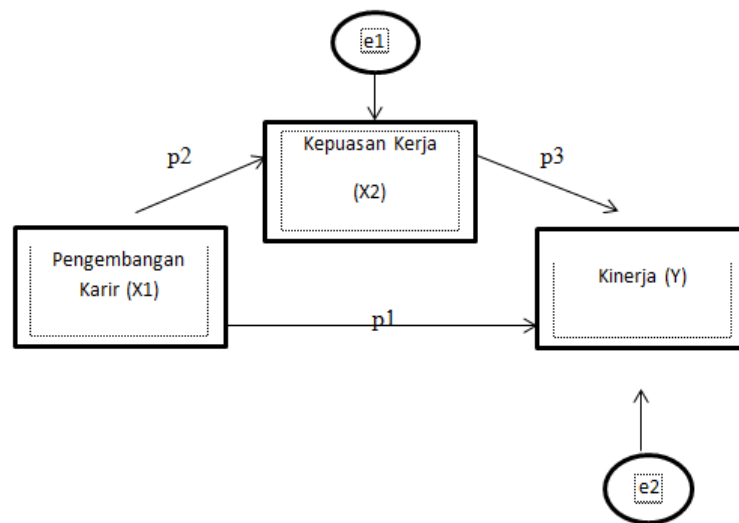 e1
p2
Kepuasan Kerja
(X2)
p3
Pengembangan
Karir (X1)
Kinerja (Y)
p1
e2